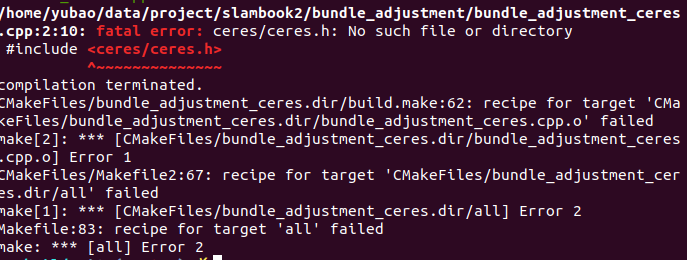 /home/yubao/data/project/slambook2/bundle_adjustment/bundle_adjustment_ceres
.cpp:2:10: fatal error: ceres/ceres.h: No such file or directory
#include <ceres/ceres.h>
^~~~~~~~~~~~~~~
compilation terminated.
CMakeFiles/bundle_adjustment_ceres.dir/build.make:62: recipe for target 'CMa
keFiles/bundle_adjustment_ceres.dir/bundle_adjustment_ceres.cpp.o' failed
make[2]: *** [CMakeFiles/bundle_adjustment_ceres.dir/bundle_adjustment_ceres
.cpp.o] Error 1
CMakeFiles/Makefile2:67: recipe for target 'CMakeFiles/bundle_adjustment_cer
es.dir/all' failed
make[1]: *** [CMakeFiles/bundle_adjustment_ceres.dir/all] Error 2
Makefile:83: recipe for target 'all' failed
make: *** [all] Error 2